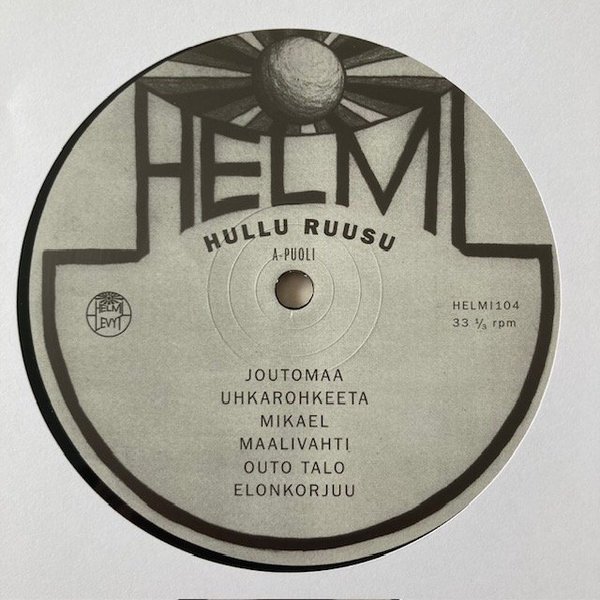 HELMI
HULLU RUUSU
A-PUOLI
HELMI
LEVYT
HELMI104
33 ⅓ rpm
JOUTOMAA
UHKAROHKEETA
MIKAEL
MAALIVAHTI
OUTO TALO
ELONKORJUU